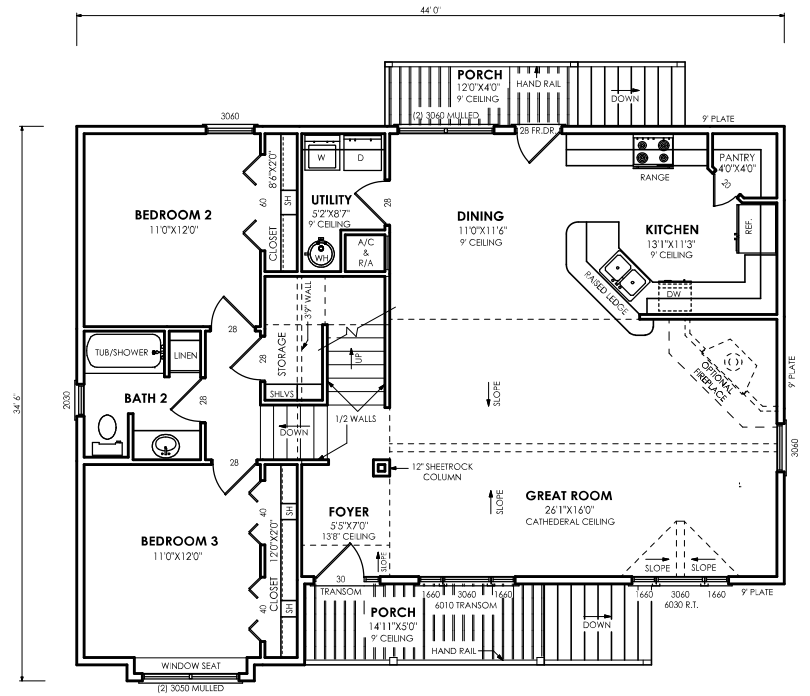 44'0"
PORCH
12'0"X4'0"
9' CEILING
HAND RAIL
DOWN
3060
(2) 3060 MULLED
28 FR.DR.
9' PLATE
W
D
8'6"X2'0"
CLOSET
60
SH
UTILITY
5'2"X8'7"
9' CEILING
28
WH
A/C
&
R/A
BEDROOM 2
11'0"X12'0"
DINING
11'0"X11'6"
9' CEILING
RANGE
PANTRY
4'0"X4'0"
20
KITCHEN
13'1"X11'3"
9' CEILING
REF.
RAISED LEDGE
DW
3'9" WALL
STORAGE
SHLVS
28
28
TUB/SHOWER
LINEN
UP
OPTIONAL
FIREPLACE
9' PLATE
34'6"
2030
BATH 2
28
SLOPE
1/2 WALLS
DOWN
3060
28
12" SHEETROCK
COLUMN
SLOPE
GREAT ROOM
26'1"X16'0"
CATHEDERAL CEILING
FOYER
5'5"X7'0"
13'8" CEILING
BEDROOM 3
11'0"X12'0"
40
SH
12'0"X2'0"
CLOSET
40
SH
SLOPE
SLOPE
SLOPE
30
TRANSOM
1660
3060
1660
6010 TRANSOM
1660
3060
1660
6030 R.T.
9' PLATE
PORCH
14'11"X5'0"
9' CEILING
DOWN
HAND RAIL
WINDOW SEAT
(2) 3050 MULLED